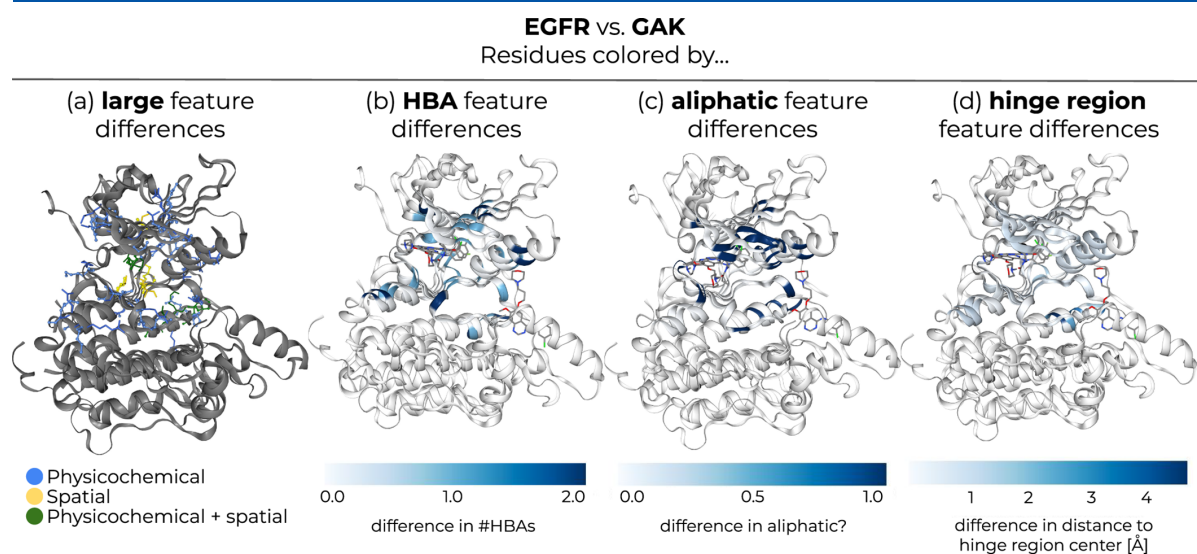 EGFR vs. GAK
Residues colored by...
(a) large feature
differences
(b) HBA feature
differences
(c) aliphatic feature
differences
(d) hinge region
feature differences
Physicochemical
Spatial
Physicochemical + spatial
0.0 1.0 2.0
difference in #HBAs
0.0 0.5 1.0
difference in aliphatic?
1 2 3 4
difference in distance to
hinge region center [Å]